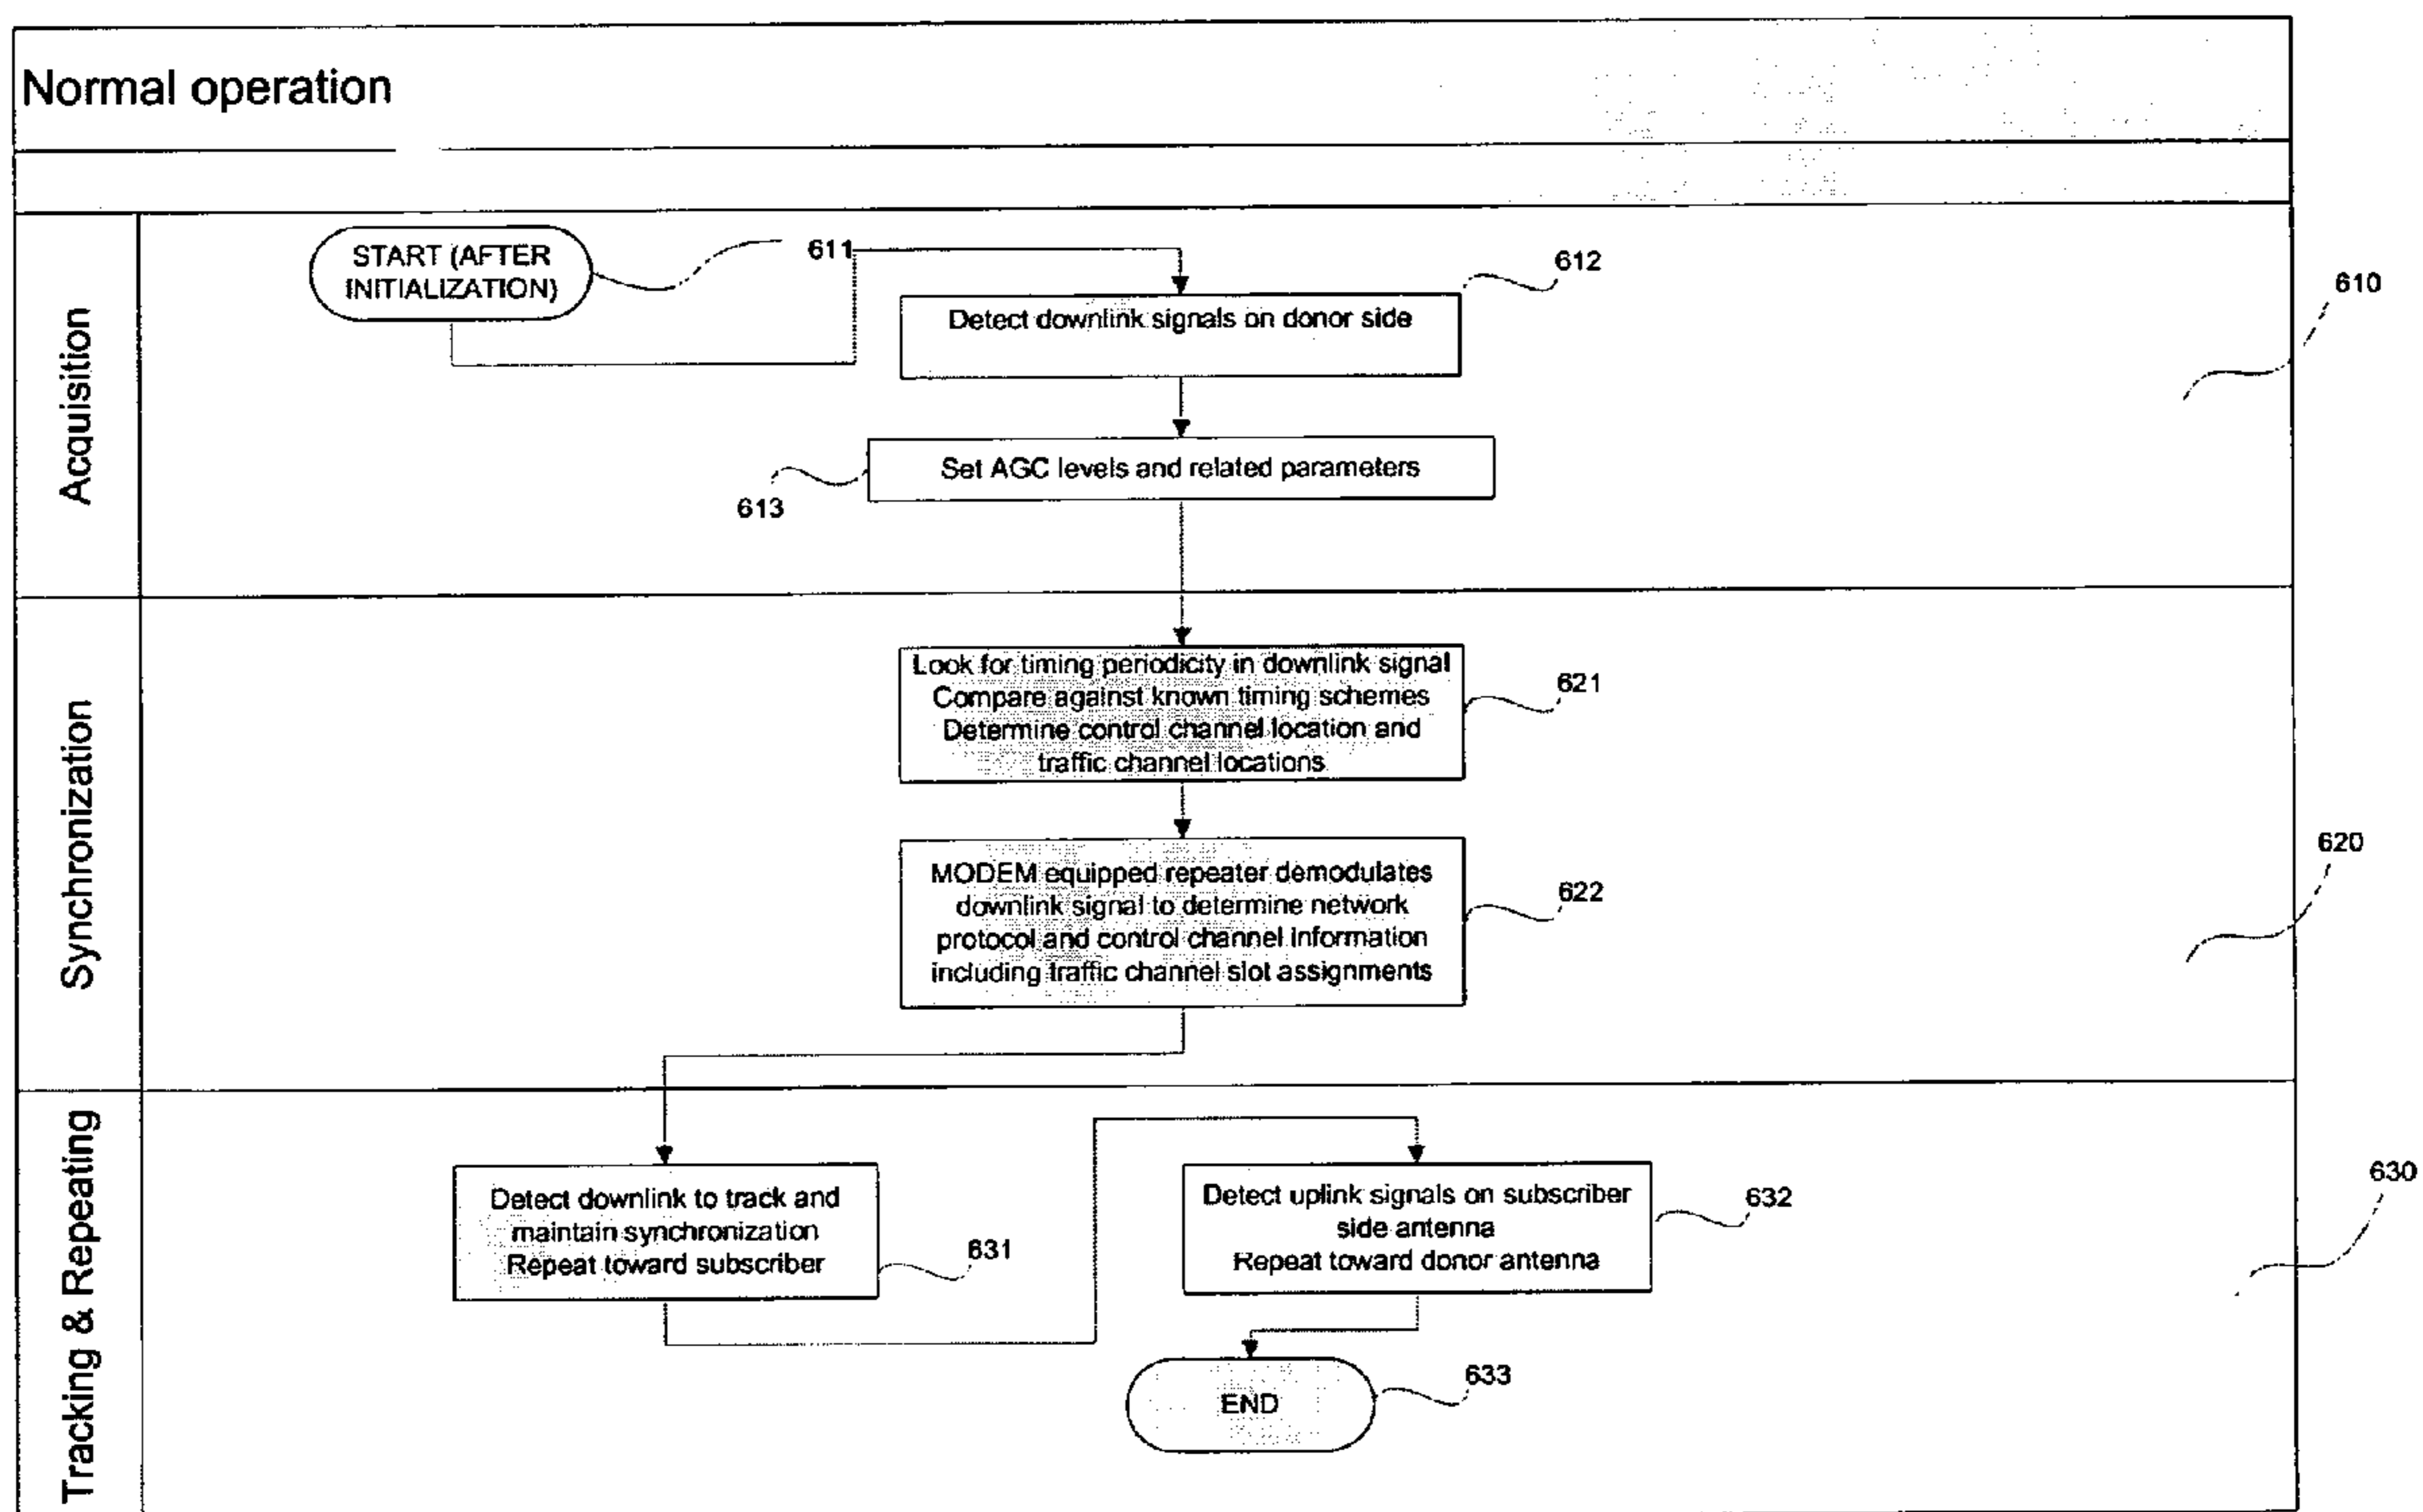 Normal operation
Acquisition
START (AFTER
INITIALIZATION)
611
Detect downlink signals on donor side
612
610
Set AGC levels and related parameters
613
Synchronization
Look for timing periodicity in downlink signal
Compare against known timing schemes
Determine control channel location and
traffic channel locations
621
MODEM equipped repeater demodulates
downlink signal to determine network
protocol and control channel information
including traffic channel slot assignments
622
620
Tracking & Repeating
Detect downlink to track and
maintain synchronization
Repeat toward subscriber
631
Detect uplink signals on subscriber
side antenna
Repeat toward donor antenna
632
630
END
633